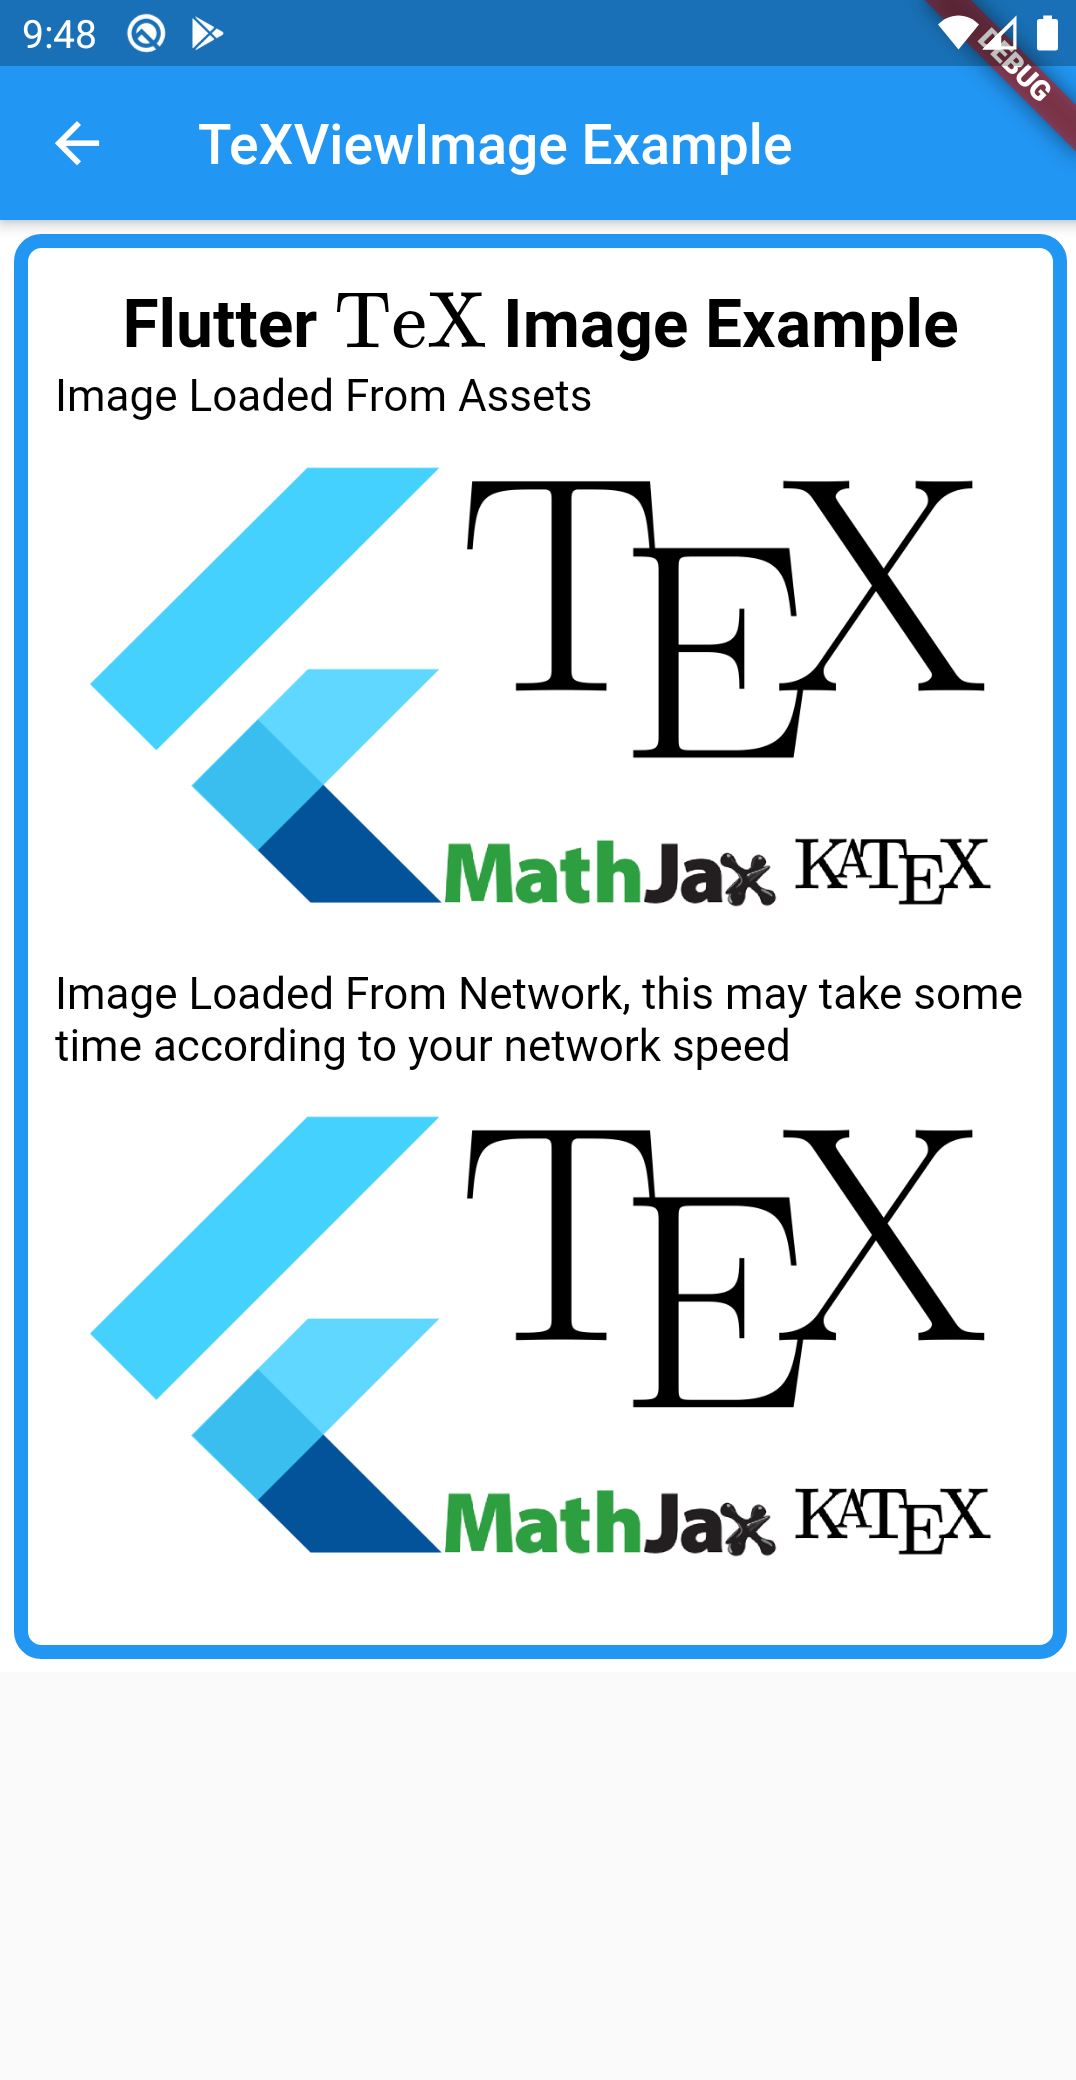 9:48
DEBUG
TeXViewImage Example
Flutter TeX Image Example
Image Loaded From Assets
TEX
MathJax KATEX
Image Loaded From Network, this may take some
time according to your network speed
TEX
MathJax KATEX